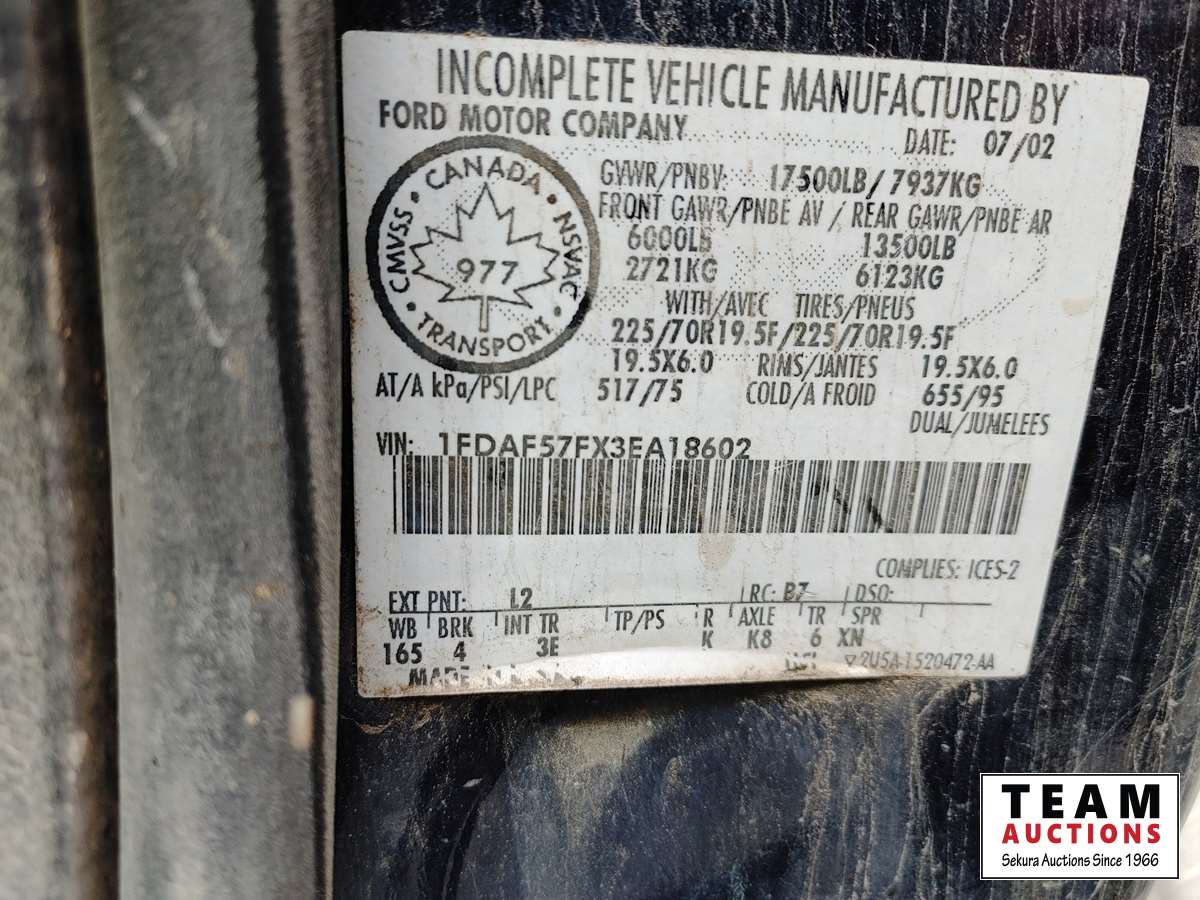 INCOMPLETE VEHICLE MANUFACTURED BY
FORD MOTOR COMPANY
DATE: 07/02
CANADA
CMVSS • NSVAC
977
TRANSPORT
GVWR/PNBV: 17500LB/ 7937KG
FRONT GAWR/PNBE AV / REAR GAWR/PNBE AR
6000LB 13500LB
2721KG 6123KG
WITH/AVEC TIRES/PNEUS
225/70R19.5F/225/70R19.5F
19.5X6.0 RIMS/JANTES 19.5X6.0
AT/A kPa/PSI/LPC 517/75 COLD/A FROID 655/95
DUAL/JUMELEES
VIN: 1FDAF57FX3EA18602
COMPLIES: ICES-2
EXT PNT: L2 RC: B7 DSO:
WB BRK INT TR TP/PS R AXLE TR SPR
165 4 3E K K8 6 XN
MADE
▽2U5A-1520472-AA
TEAM
AUCTIONS
Sekura Auctions Since 1966